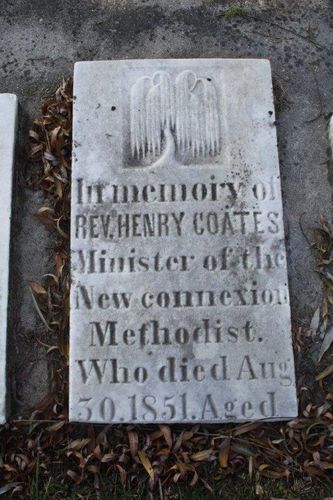 In memory of
REV. HENRY COATES
Minister of the
New connexion
Methodist.
Who died Aug
30. 1851. Aged